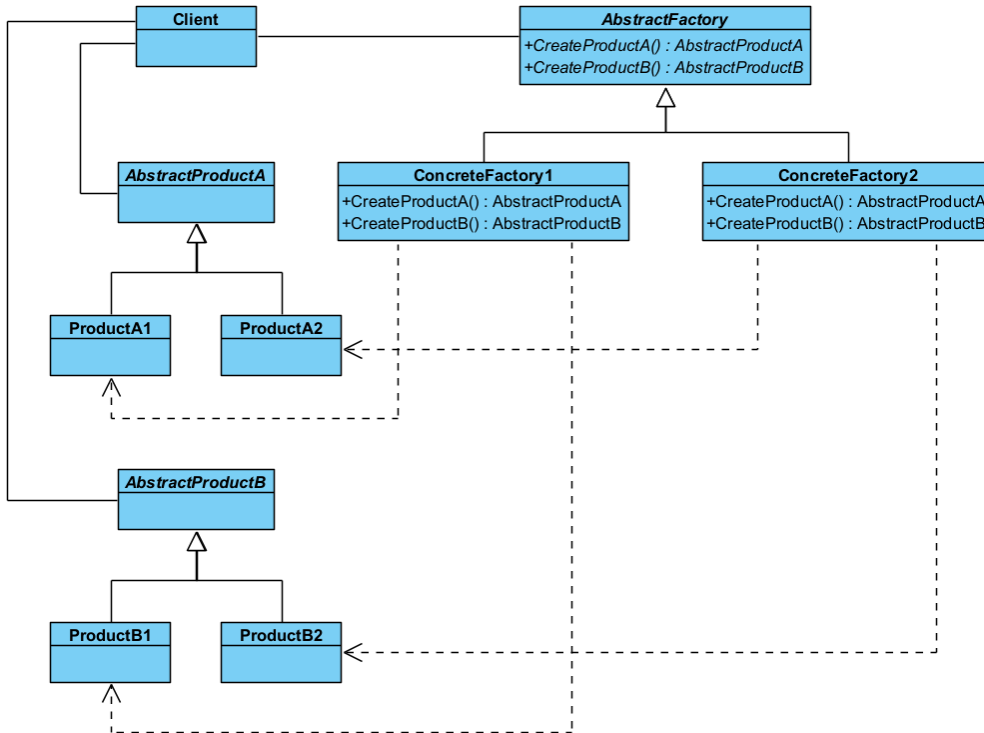 Client
AbstractFactory
+CreateProductA() : AbstractProductA
+CreateProductB() : AbstractProductB
AbstractProductA
ConcreteFactory1
+CreateProductA() : AbstractProductA
+CreateProductB() : AbstractProductB
ConcreteFactory2
+CreateProductA() : AbstractProductA
+CreateProductB() : AbstractProductB
ProductA1
ProductA2
AbstractProductB
ProductB1
ProductB2